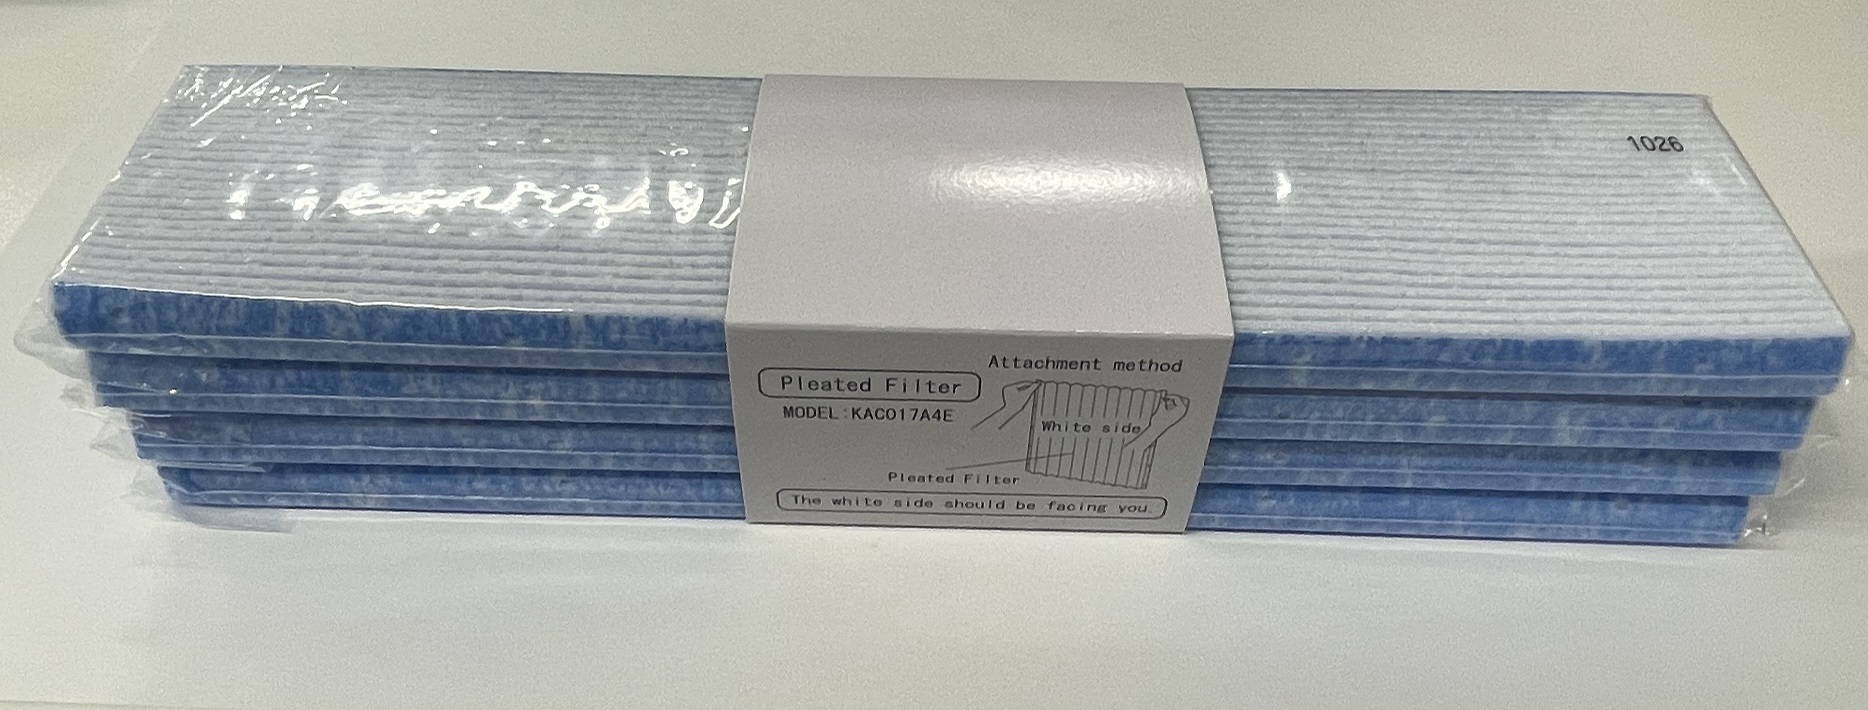 1026
Attachment method
Pleated Filter
MODEL:KAC017A4E
White side
Pleated Filter
The white side should be facing you.